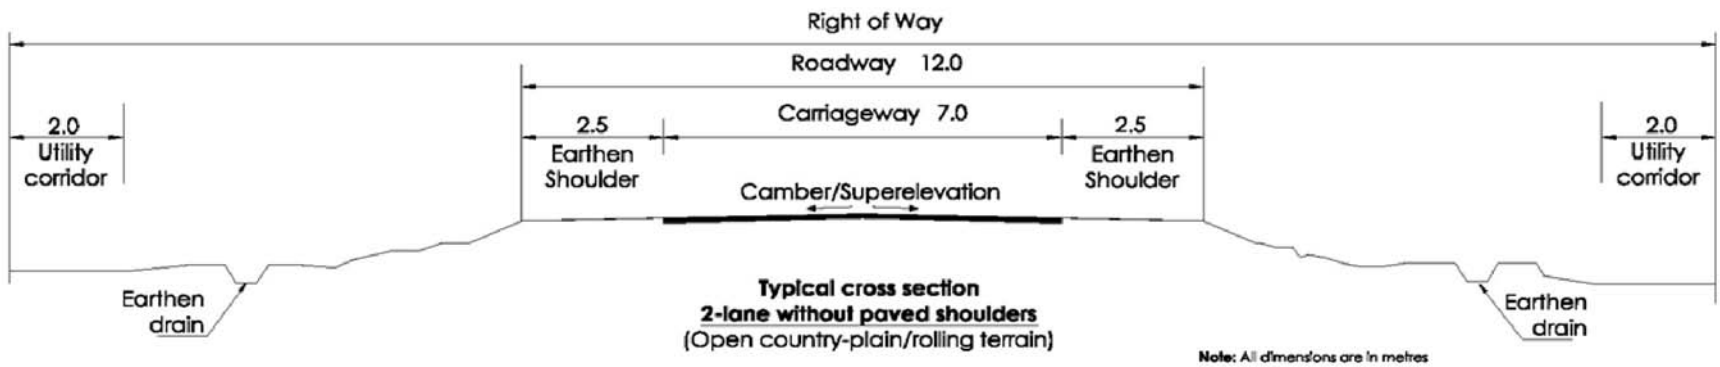 Right of Way
Roadway 12.0
Carriageway 7.0
2.0
Utility
corridor
2.5
Earthen
Shoulder
2.5
Earthen
Shoulder
2.0
Utility
corridor
Camber/Superelevation
Earthen
drain
Typical cross section
2-lane without paved shoulders
(Open country-plain/rolling terrain)
Earthen
drain
Note: All dimensions are in metres